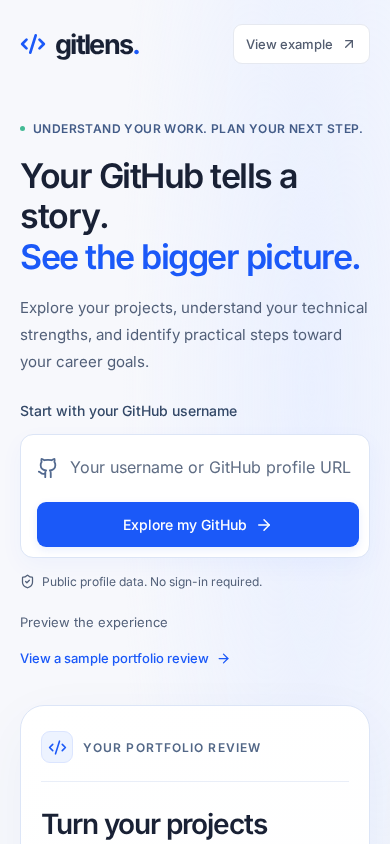 gitlens.
View example
UNDERSTAND YOUR WORK. PLAN YOUR NEXT STEP.
Your GitHub tells a
story.
See the bigger picture.
Explore your projects, understand your technical
strengths, and identify practical steps toward
your career goals.
Start with your GitHub username
Your username or GitHub profile URL
Explore my GitHub
Public profile data. No sign-in required.
Preview the experience
View a sample portfolio review
YOUR PORTFOLIO REVIEW
Turn your projects